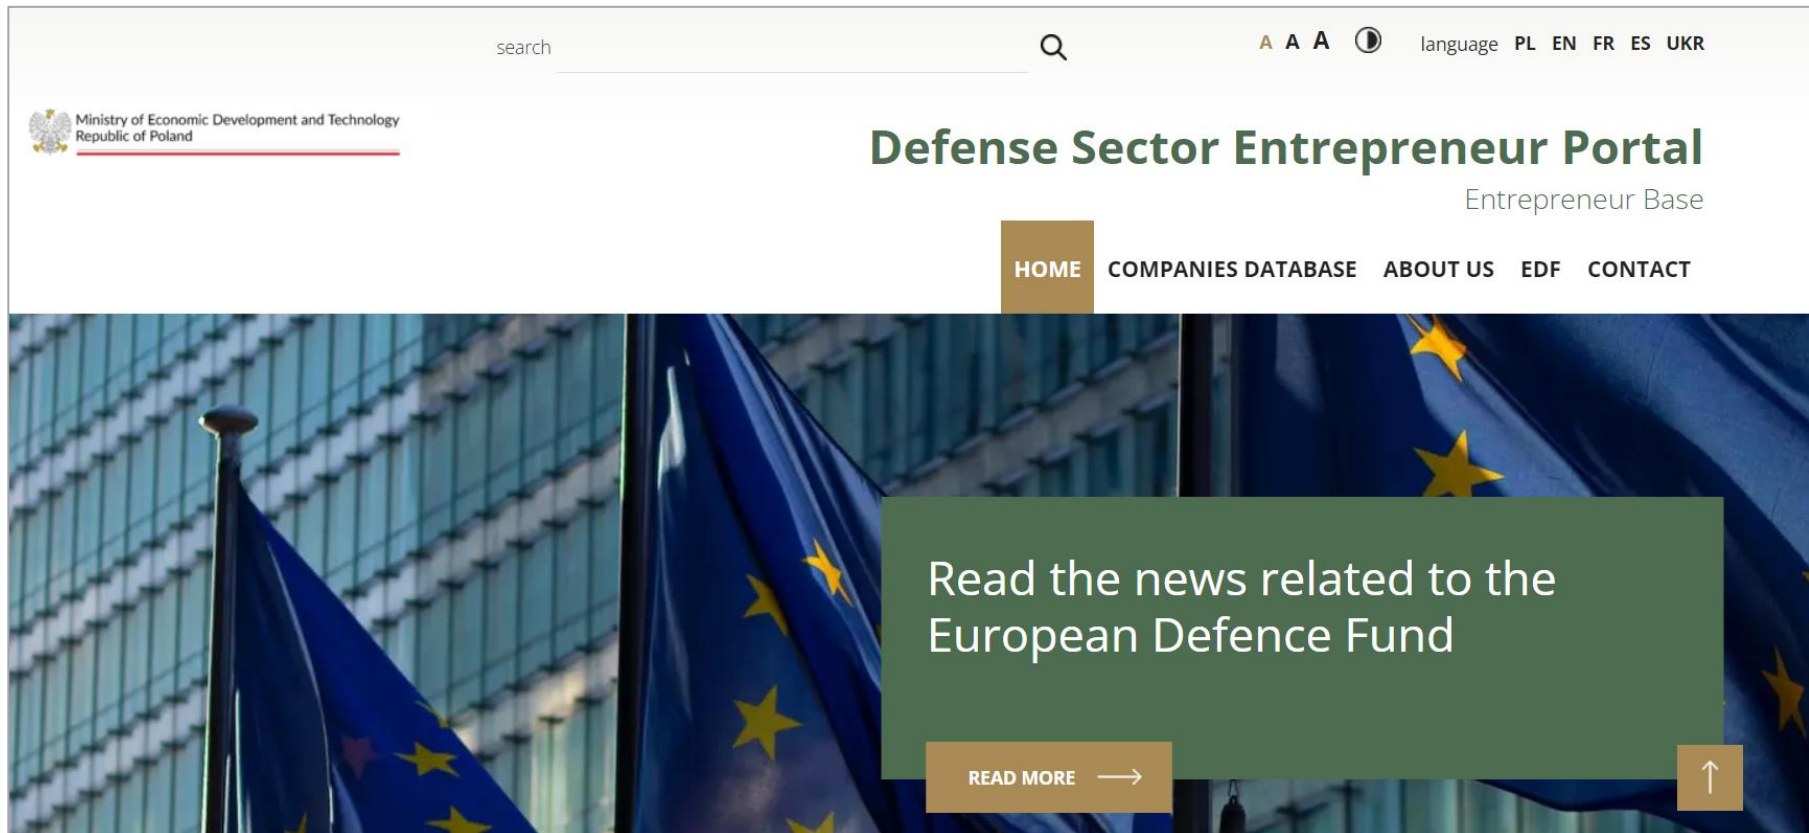 search
A A A
language PL EN FR ES UKR
Ministry of Economic Development and Technology
Republic of Poland
Defense Sector Entrepreneur Portal
Entrepreneur Base
HOME COMPANIES DATABASE ABOUT US EDF CONTACT
Read the news related to the
European Defence Fund
READ MORE